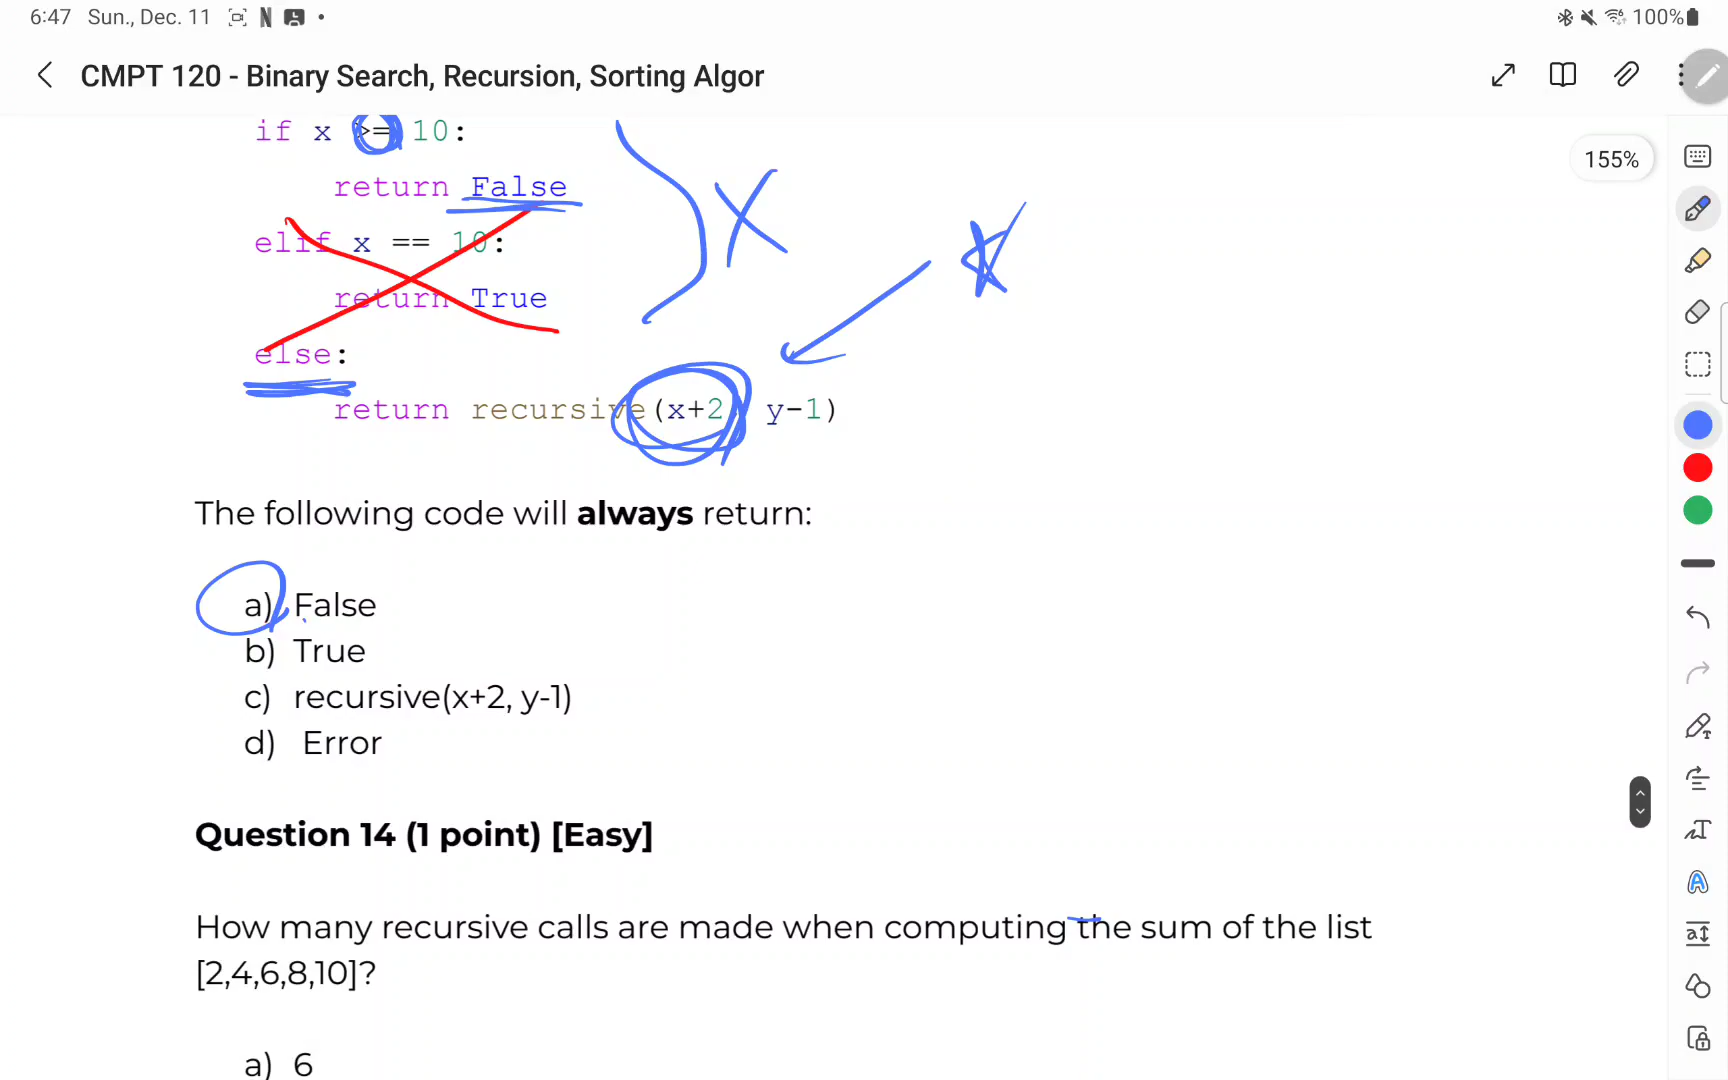 6:47 Sun., Dec. 11 100%
CMPT 120 - Binary Search, Recursion, Sorting Algor
155%
if x >= 10:
return False
elif x == 10:
return True
else:
return recursive(x+2, y-1)
The following code will always return:
a) False
b) True
c) recursive(x+2, y-1)
d) Error
Question 14 (1 point) [Easy]
How many recursive calls are made when computing the sum of the list
[2,4,6,8,10]?
a) 6